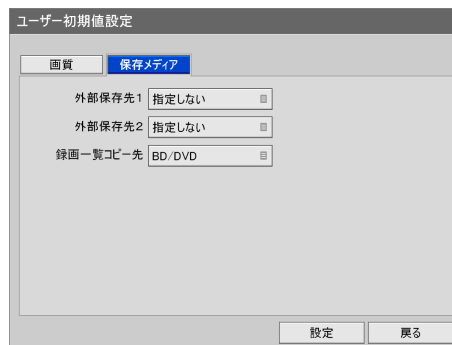 ユーザー初期値設定
画質 保存メディア
外部保存先1 指定しない
外部保存先2 指定しない
録画一覧コピー先 BD/DVD
設定 戻る